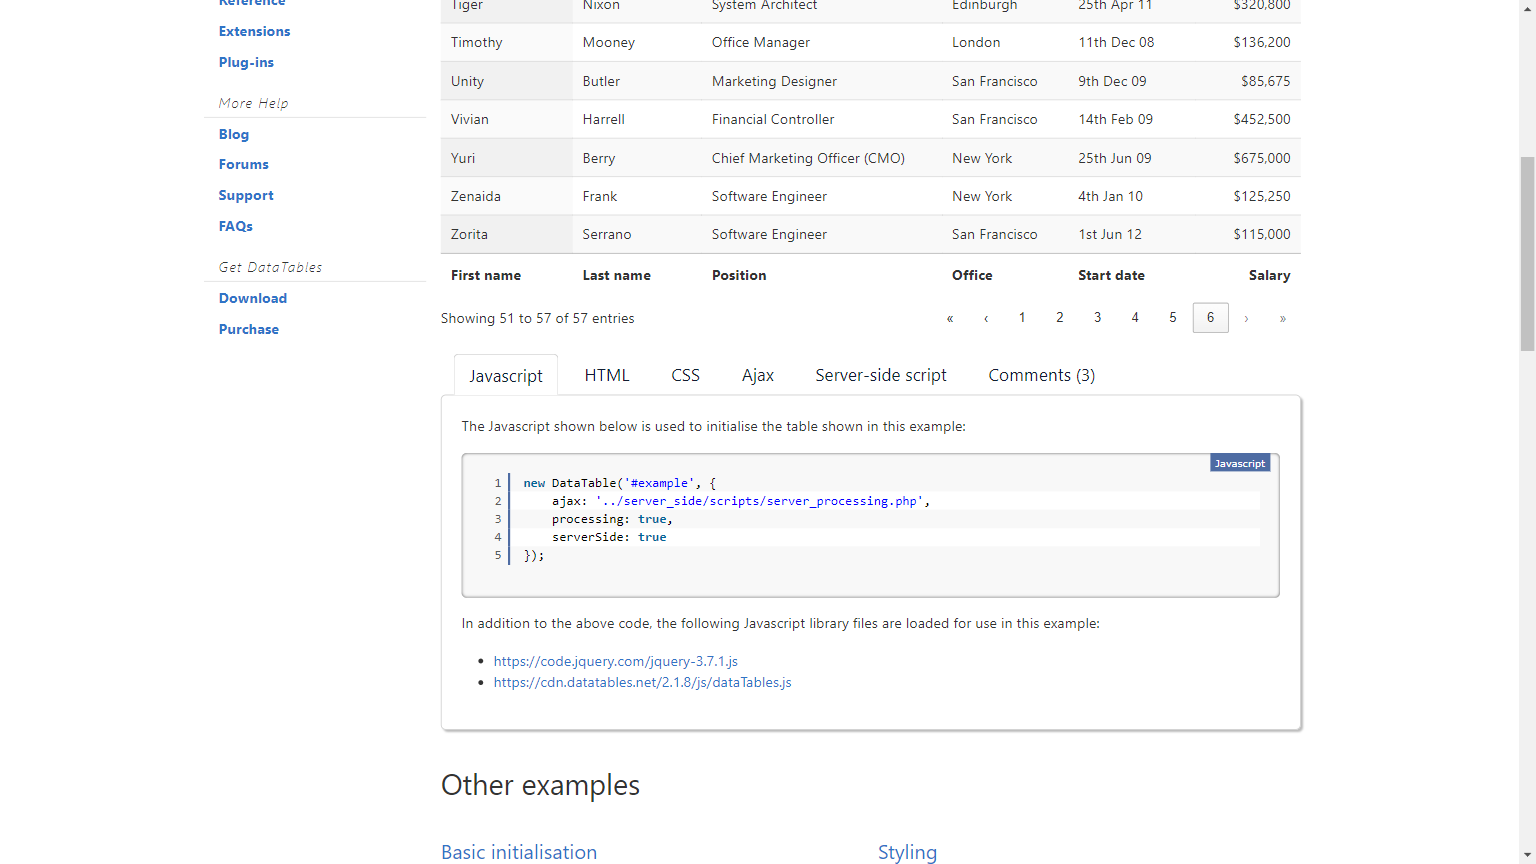 Reference
Extensions
Plug-ins
More Help
Blog
Forums
Support
FAQs
Get DataTables
Download
Purchase
Tiger Nixon System Architect Edinburgh 25th Apr 11 $320,800
Timothy Mooney Office Manager London 11th Dec 08 $136,200
Unity Butler Marketing Designer San Francisco 9th Dec 09 $85,675
Vivian Harrell Financial Controller San Francisco 14th Feb 09 $452,500
Yuri Berry Chief Marketing Officer (CMO) New York 25th Jun 09 $675,000
Zenaida Frank Software Engineer New York 4th Jan 10 $125,250
Zorita Serrano Software Engineer San Francisco 1st Jun 12 $115,000
First name Last name Position Office Start date Salary
Showing 51 to 57 of 57 entries « ‹ 1 2 3 4 5 6 › »
Javascript HTML CSS Ajax Server-side script Comments (3)
The Javascript shown below is used to initialise the table shown in this example:
Javascript
1 new DataTable('#example', {
2 ajax: '../server_side/scripts/server_processing.php',
3 processing: true,
4 serverSide: true
5 });
In addition to the above code, the following Javascript library files are loaded for use in this example:
• https://code.jquery.com/jquery-3.7.1.js
• https://cdn.datatables.net/2.1.8/js/dataTables.js
Other examples
Basic initialisation Styling